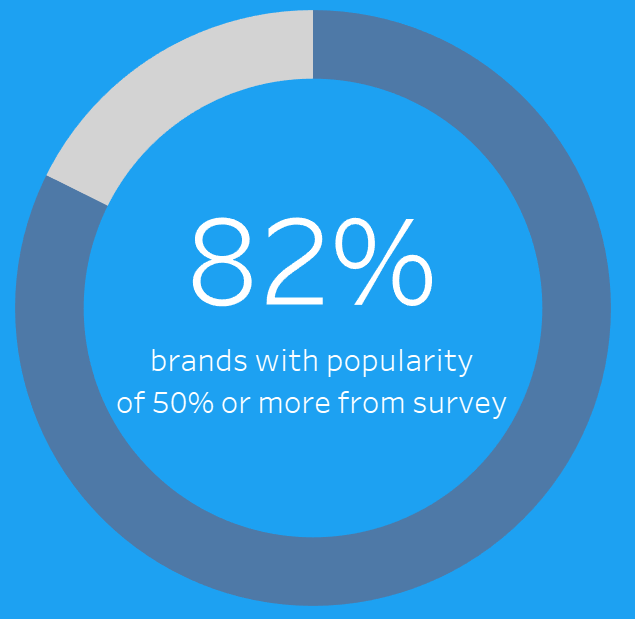 82%
brands with popularity
of 50% or more from survey